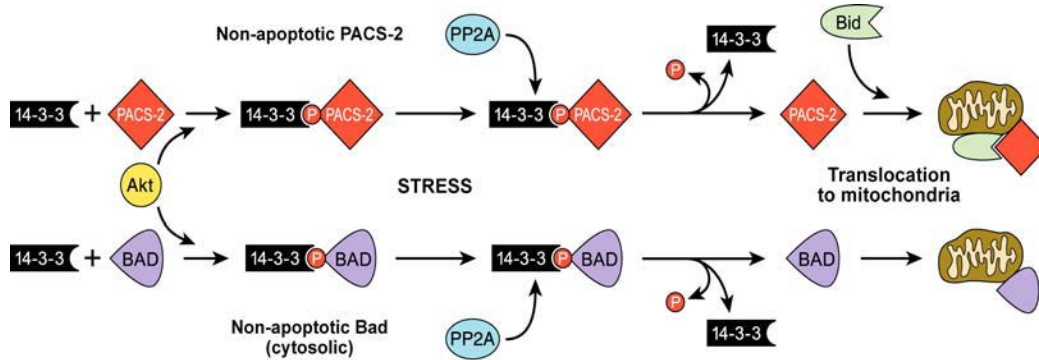 Non-apoptotic PACS-2
PP2A
14-3-3
Bid
P
14-3-3 + PACS-2
14-3-3 P PACS-2
14-3-3 P PACS-2
PACS-2
Akt
STRESS
Translocation
to mitochondria
14-3-3 + BAD
14-3-3 P BAD
14-3-3 P BAD
BAD
P
Non-apoptotic Bad
(cytosolic)
PP2A
14-3-3